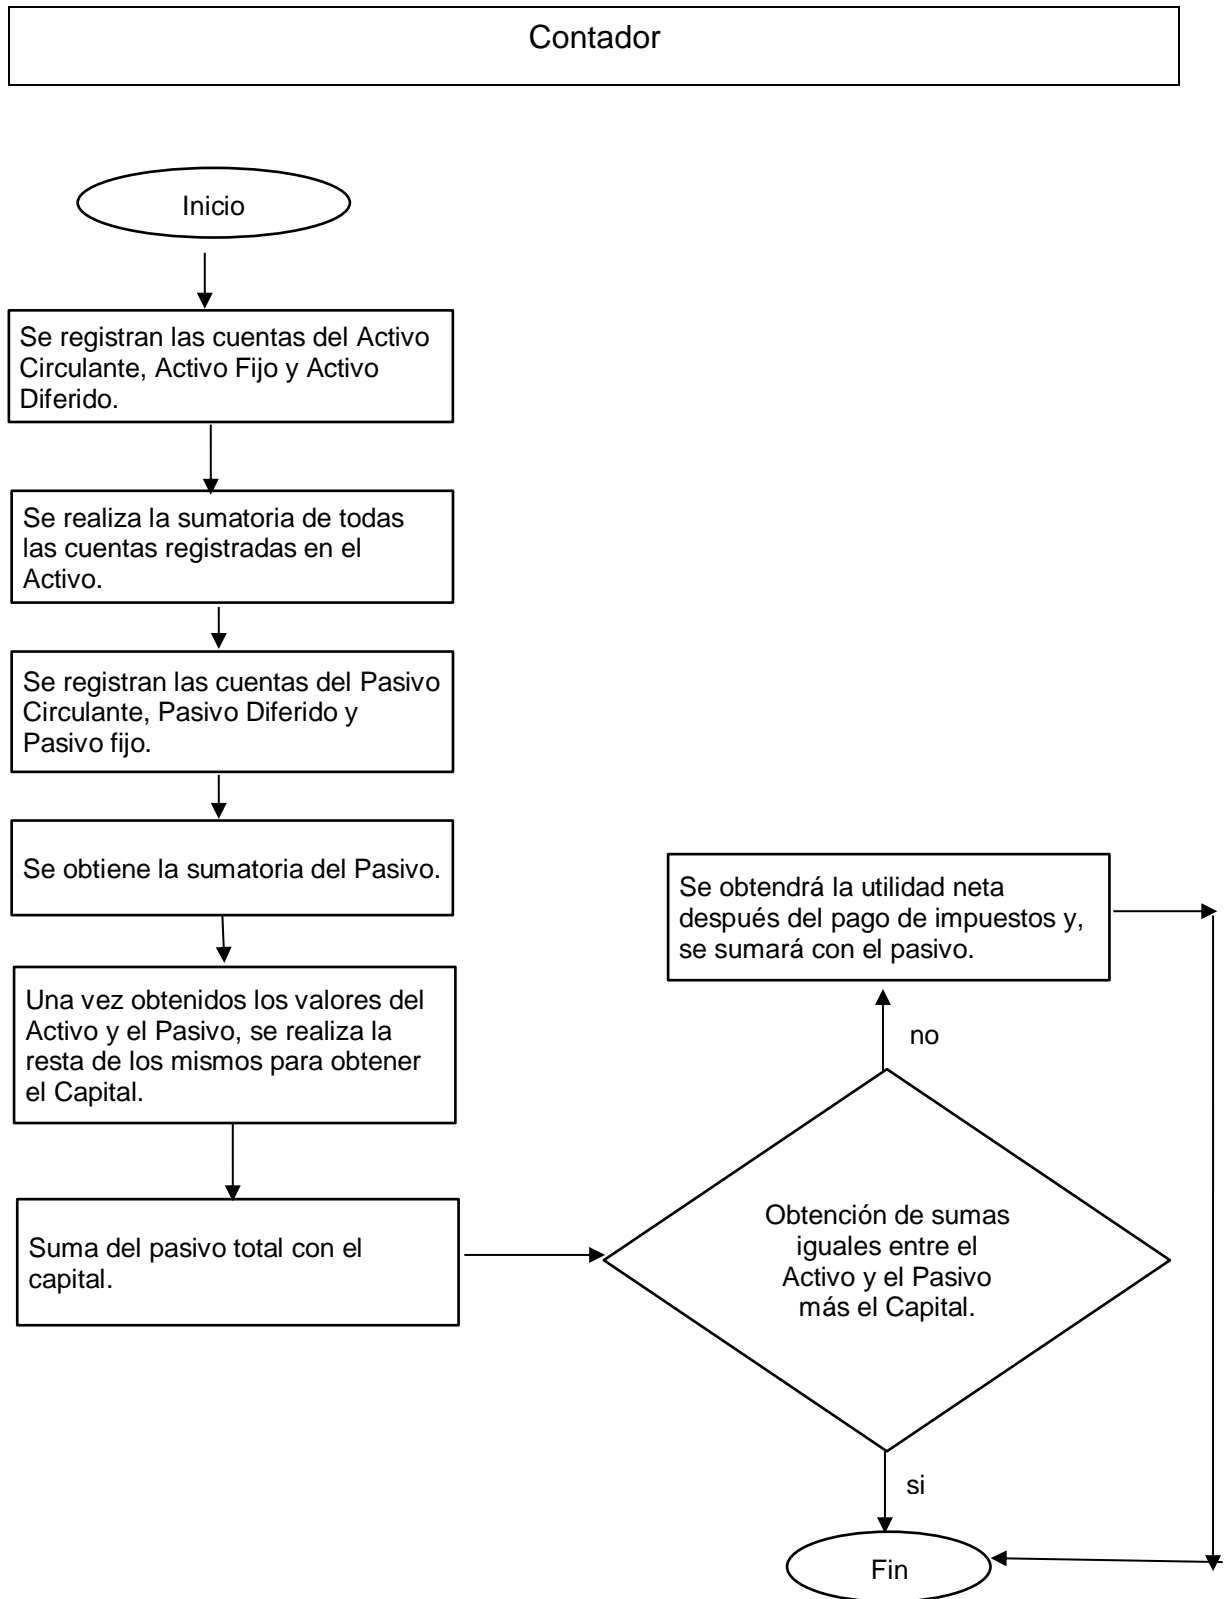 Contador
Inicio
Se registran las cuentas del Activo
Circulante, Activo Fijo y Activo
Diferido.
Se realiza la sumatoria de todas
las cuentas registradas en el
Activo.
Se registran las cuentas del Pasivo
Circulante, Pasivo Diferido y
Pasivo fijo.
Se obtiene la sumatoria del Pasivo.
Una vez obtenidos los valores del
Activo y el Pasivo, se realiza la
resta de los mismos para obtener
el Capital.
Suma del pasivo total con el
capital.
Obtención de sumas
iguales entre el
Activo y el Pasivo
más el Capital.
no
Se obtendrá la utilidad neta
después del pago de impuestos y,
se sumará con el pasivo.
si
Fin